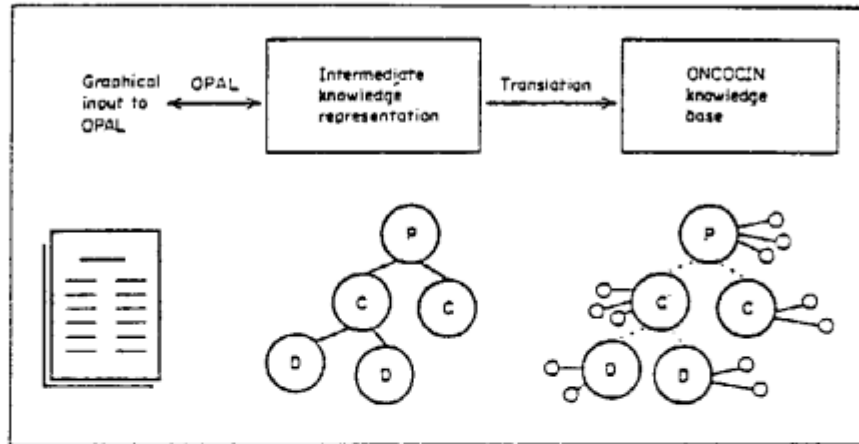 Graphical
input to
OPAL
OPAL
Intermediate
knowledge
representation
Translation
ONCOCIN
knowledge
base
P
C
C
D
D
P
C
C
D
D